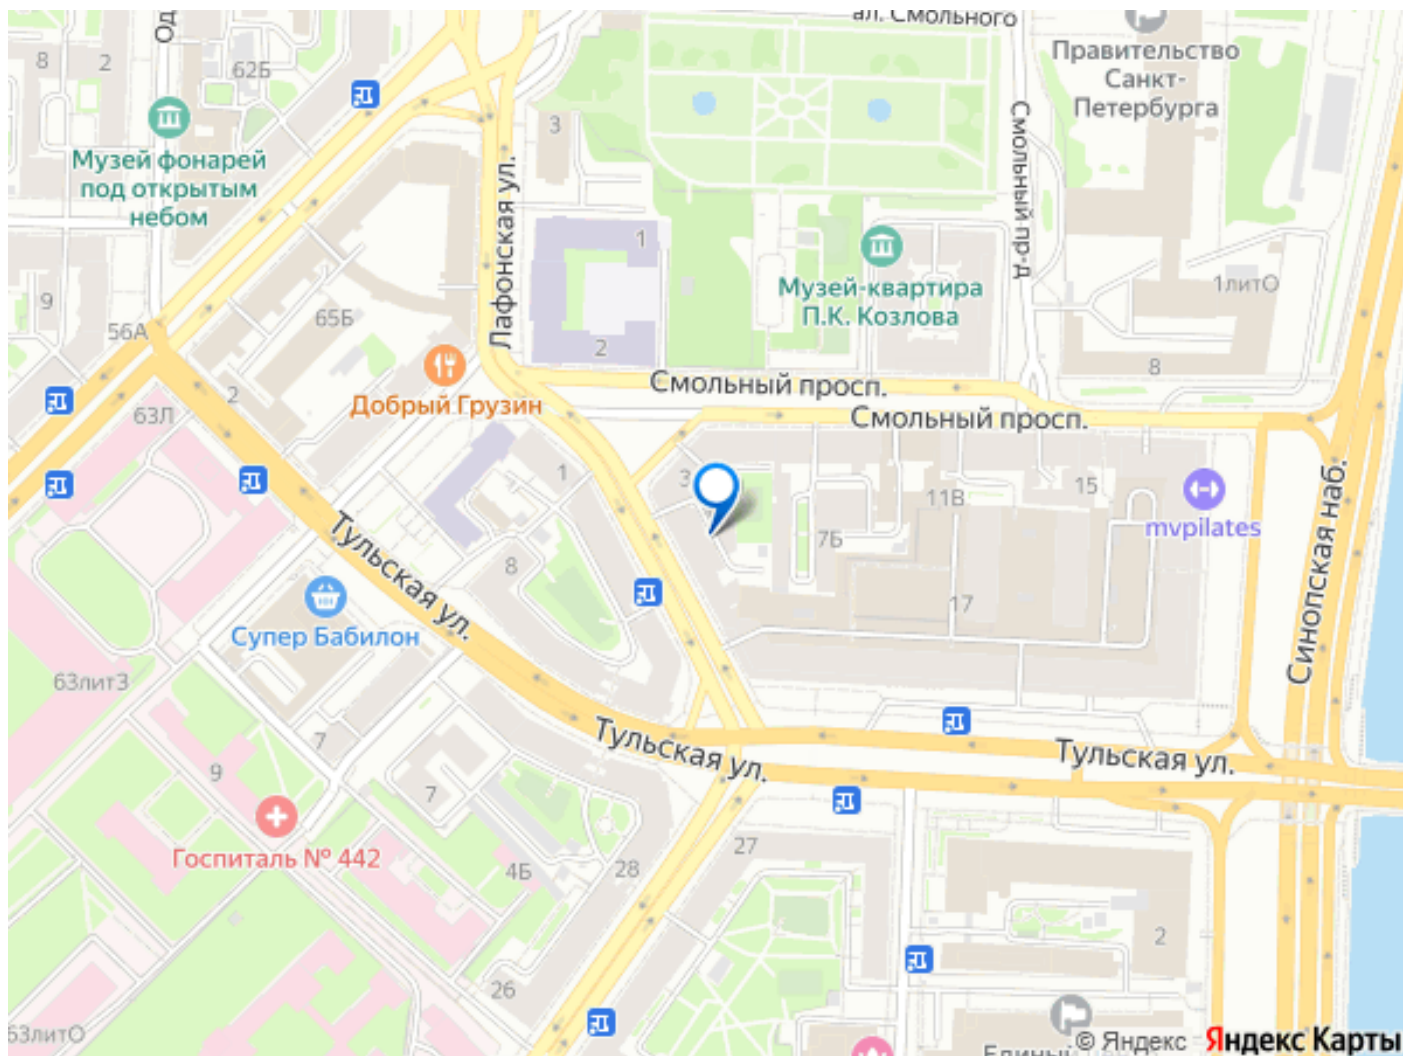 ал. Смольного
Од
8
2
62Б
Правительство
Санкт-
Петербурга
3
Музей фонарей
под открытым
небом
Лафонская ул.
Смольный пр-д
1
Музей-квартира
П.К. Козлова
1литО
9
56А
65Б
2
8
2
Добрый Грузин
63Л
Смольный просп.
Смольный просп.
1
3
11В
15
mvpilates
Тульская ул.
7Б
8
17
Синопская наб.
Супер Бабилон
63литЗ
7
9
7
Тульская ул.
Тульская ул.
Госпиталь № 442
4Б
28
27
26
2
63литО
© Яндекс
Яндекс Карты